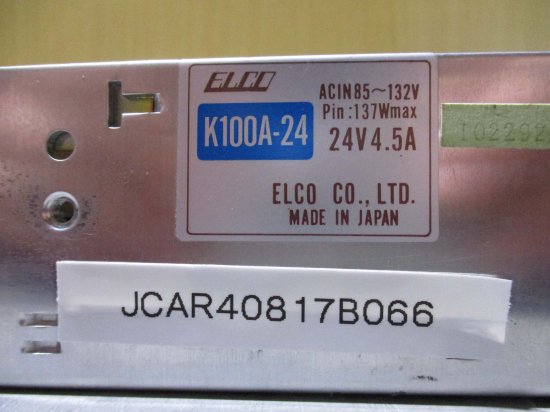 ELCO
ACIN85～132V
Pin:137Wmax
K100A-24
24V4.5A
ELCO CO.,LTD.
MADE IN JAPAN
JCAR40817B066